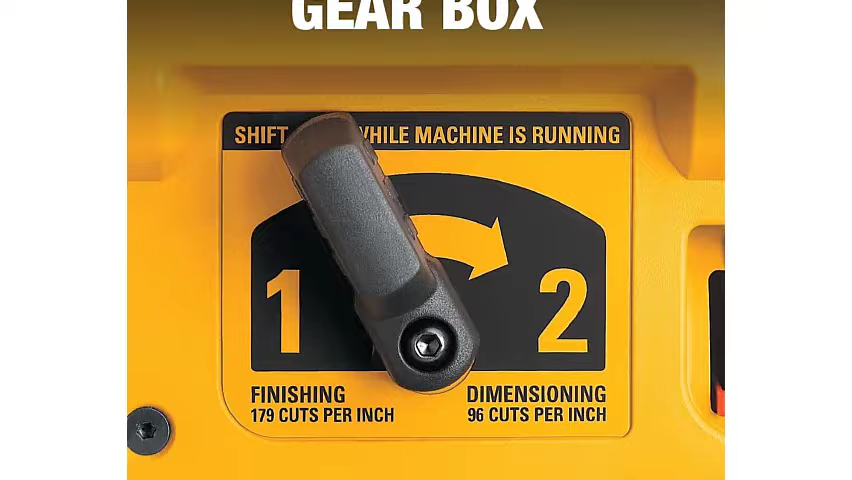 GEAR BOX
SHIFT WHILE MACHINE IS RUNNING
1 2
FINISHING DIMENSIONING
179 CUTS PER INCH 96 CUTS PER INCH